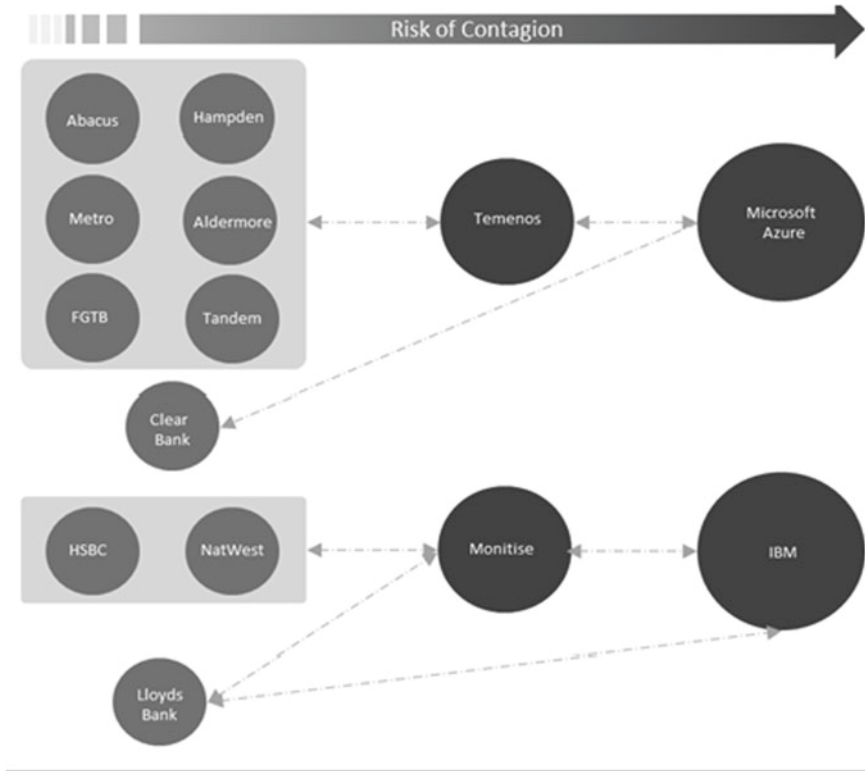 Risk of Contagion
Abacus
Hampden
Metro
Aldermore
Temenos
Microsoft
Azure
FGTB
Tandem
Clear
Bank
HSBC
NatWest
Monitise
IBM
Lloyds
Bank